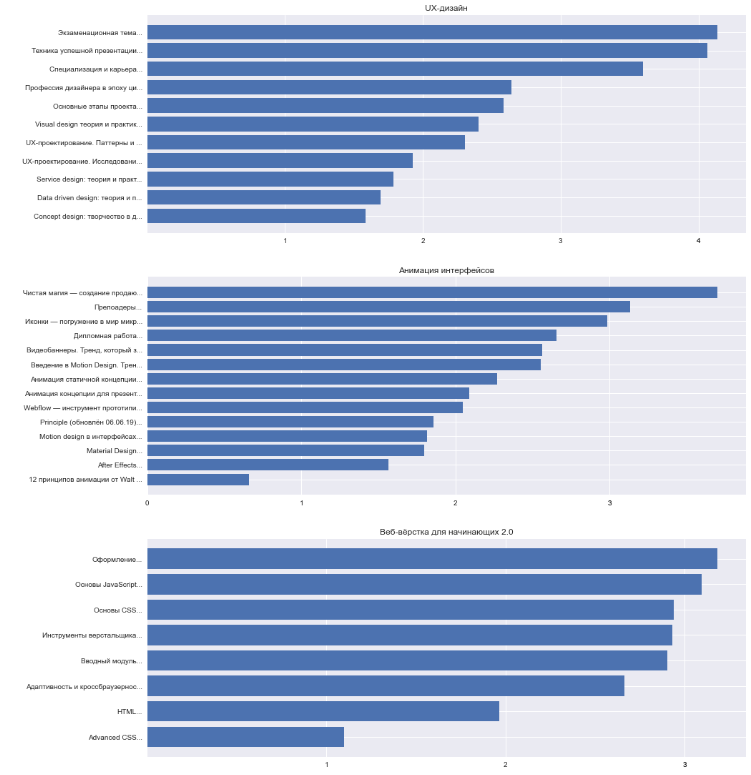 UX-дизайн
Экзаменационная тема...
Техника успешной презентации...
Специализация и карьера...
Профессия дизайнера в эпоху ци...
Основные этапы проекта...
Visual design теория и практик...
UX-проектирование. Паттерны и ...
UX-проектирование. Исследовани...
Service design: теория и практ...
Data driven design: теория и п...
Concept design: творчество в д...
1 2 3 4
Анимация интерфейсов
Чистая магия — создание продаю...
Прелоадеры...
Иконки — погружение в мир микр...
Дипломная работа...
Видеобаннеры. Тренд, который з...
Введение в Motion Design. Трен...
Анимация статичной концепции...
Анимация концепции для презент...
Webflow — инструмент прототипи...
Principle (обновлён 06.06.19)...
Motion design в интерфейсах...
Material Design...
After Effects...
12 принципов анимации от Walt ...
0 1 2 3
Веб-вёрстка для начинающих 2.0
Оформление...
Основы JavaScript...
Основы CSS...
Инструменты верстальщика...
Вводный модуль...
Адаптивность и кроссбраузернос...
HTML...
Advanced CSS...
1 2 3